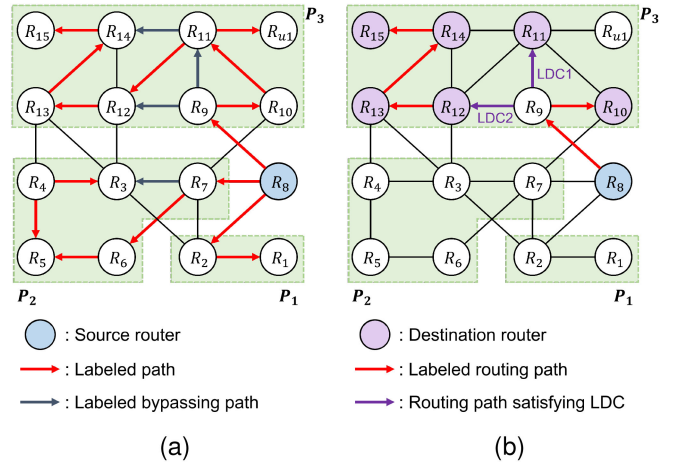 R15 R14 R11 Ru1 P3
R13 R12 R9 R10
R4 R3 R7 R8
R5 R6 R2 R1
P2 P1
: Source router
: Labeled path
: Labeled bypassing path
(a)
R15 R14 R11 Ru1 P3
LDC1
R13 R12 LDC2 R9 R10
R4 R3 R7 R8
R5 R6 R2 R1
P2 P1
: Destination router
: Labeled routing path
: Routing path satisfying LDC
(b)